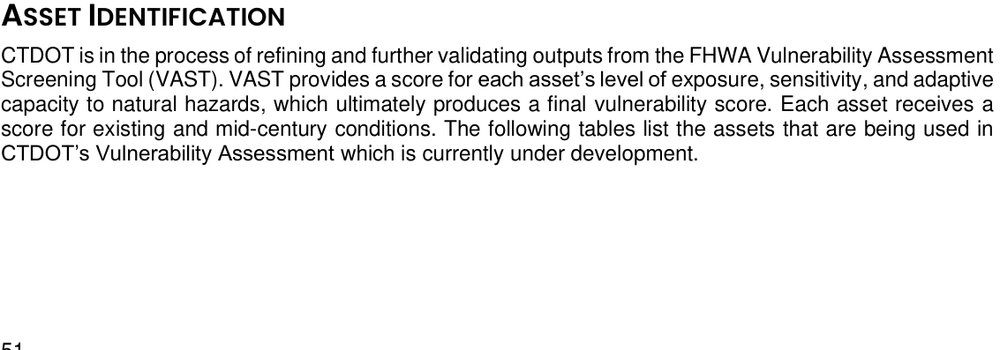 ASSET IDENTIFICATION
CTDOT is in the process of refining and further validating outputs from the FHWA Vulnerability Assessment
Screening Tool (VAST). VAST provides a score for each asset’s level of exposure, sensitivity, and adaptive
capacity to natural hazards, which ultimately produces a final vulnerability score. Each asset receives a
score for existing and mid-century conditions. The following tables list the assets that are being used in
CTDOT’s Vulnerability Assessment which is currently under development.
51